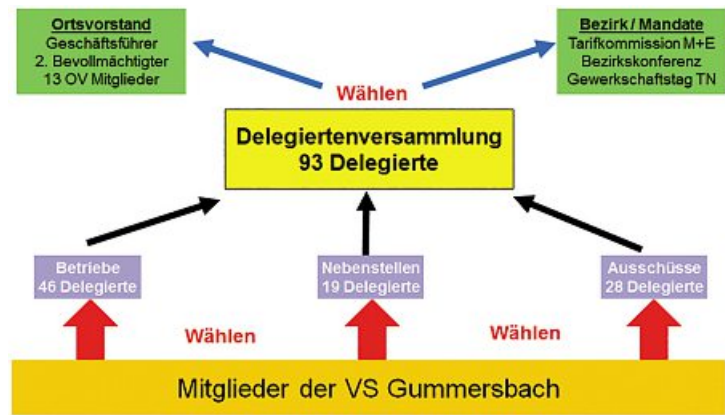 Ortsvorstand
Geschäftsführer
2. Bevollmächtigter
13 OV Mitglieder
Bezirk / Mandate
Tarifkommission M+E
Bezirkskonferenz
Gewerkschaftstag TN
Wählen
Delegiertenversammlung
93 Delegierte
Betriebe
46 Delegierte
Nebenstellen
19 Delegierte
Ausschüsse
28 Delegierte
Wählen
Wählen
Mitglieder der VS Gummersbach